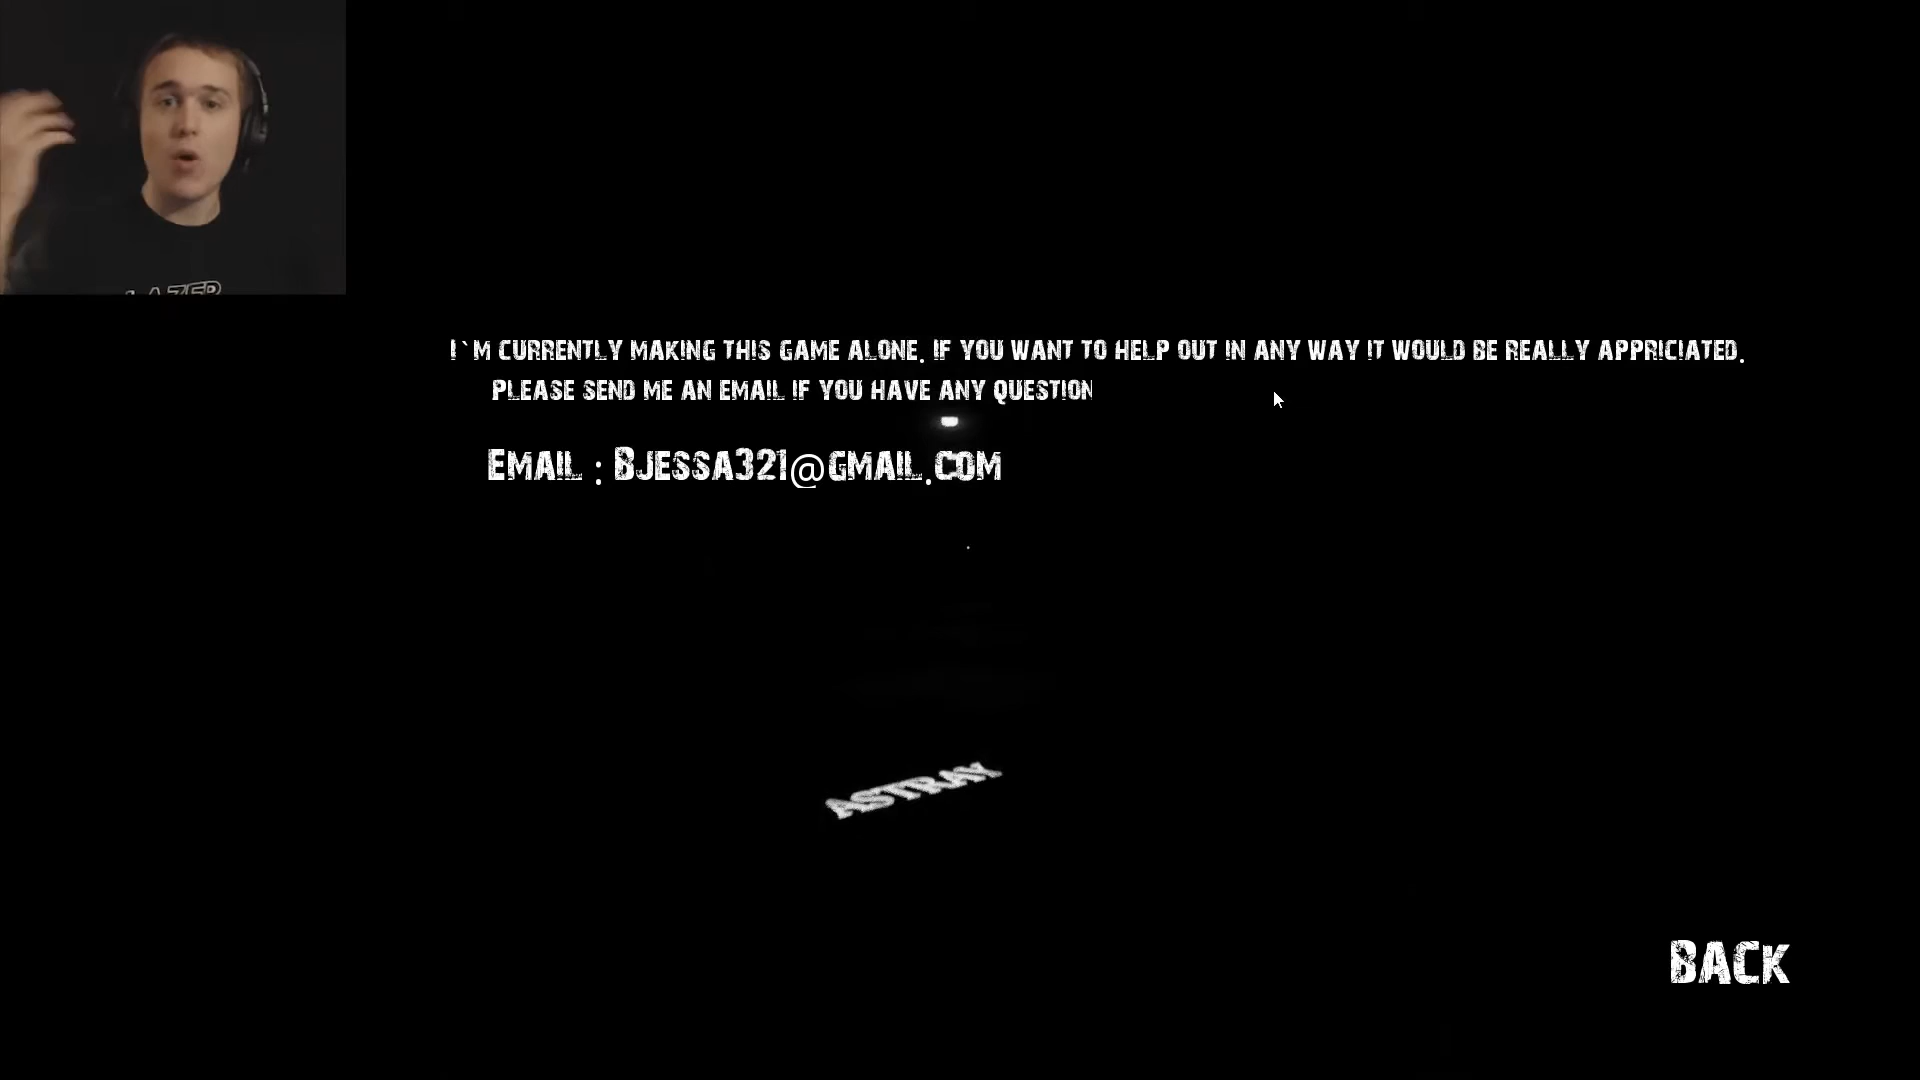 LAZER
I`M CURRENTLY MAKING THIS GAME ALONE. IF YOU WANT TO HELP OUT IN ANY WAY IT WOULD BE REALLY APPRICIATED.
PLEASE SEND ME AN EMAIL IF YOU HAVE ANY QUESTION
EMAIL : BJESSA321@GMAIL.COM
ASTRAY
BACK